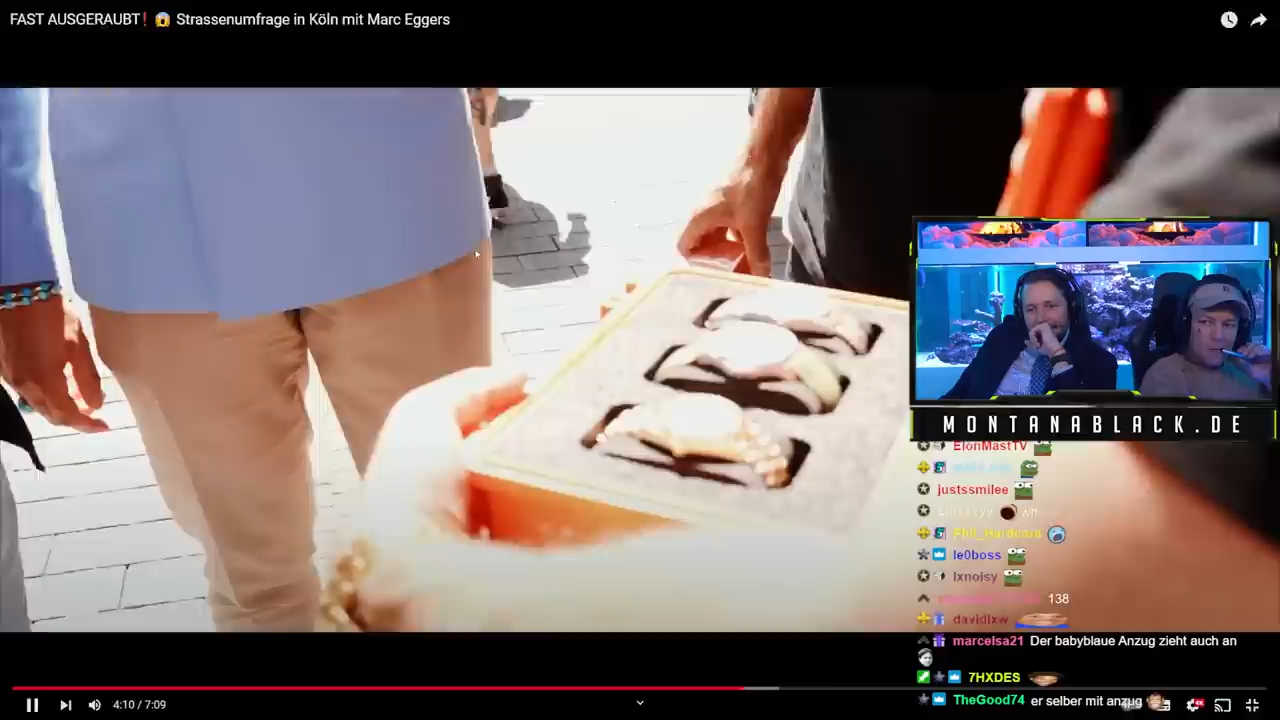 FAST AUSGERAUBT❗ 😱 Strassenumfrage in Köln mit Marc Eggers
MONTANABLACK.DE
ElonMastTV
justssmilee
le0boss
ixnoisy
138
davidlxw
marcelsa21 Der babyblaue Anzug zieht auch an
7HXDES
TheGood74 er selber mit anzug
4:10 / 7:09